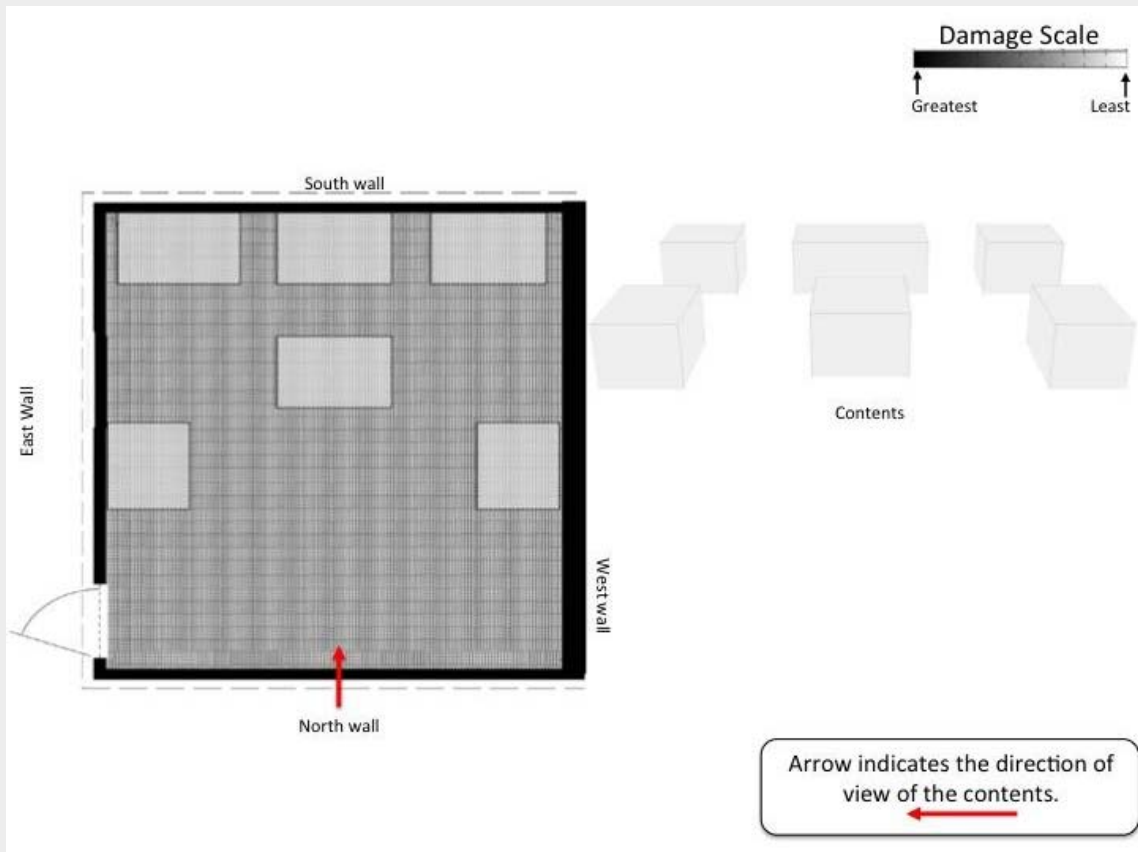 Damage Scale
Greatest
Least
South wall
East Wall
Contents
West wall
North wall
Arrow indicates the direction of
view of the contents.